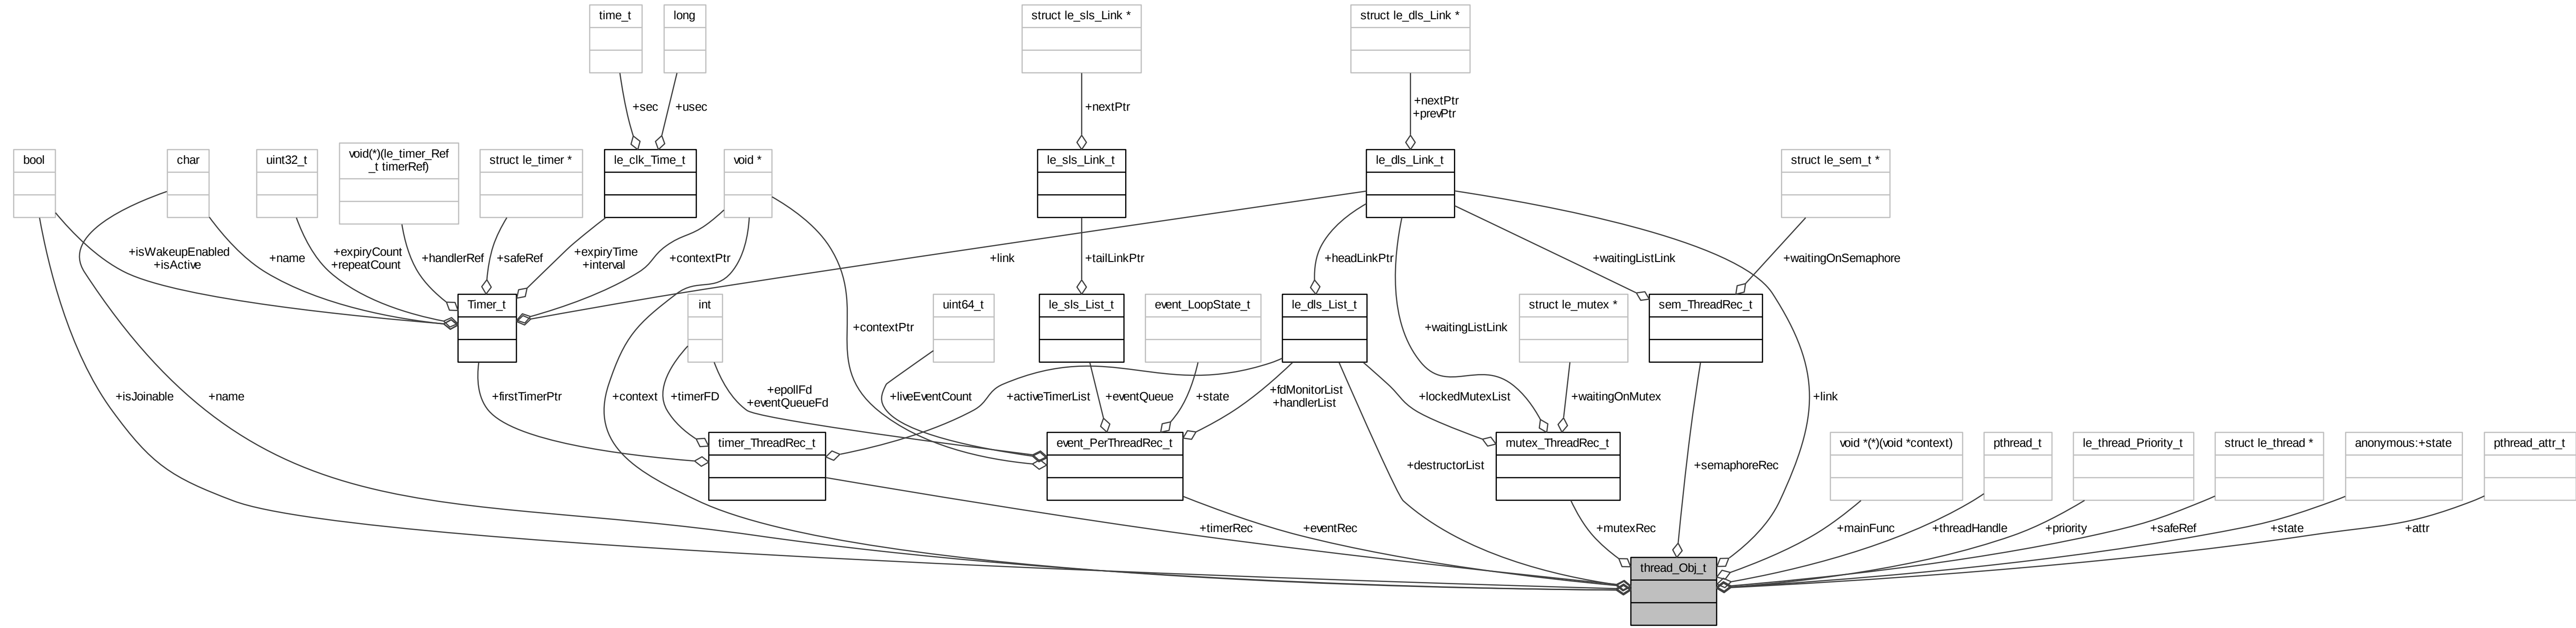 time_t
long
struct le_sls_Link *
struct le_dls_Link *
+sec
+usec
+nextPtr
+nextPtr
+prevPtr
bool
char
uint32_t
void(*)(le_timer_Ref
_t timerRef)
struct le_timer *
le_clk_Time_t
void *
le_sls_Link_t
le_dls_Link_t
struct le_sem_t *
+isWakeupEnabled
+isActive
+name
+expiryCount
+repeatCount
+handlerRef
+safeRef
+expiryTime
+interval
+contextPtr
+link
+tailLinkPtr
+headLinkPtr
+waitingListLink
+waitingOnSemaphore
Timer_t
int
uint64_t
le_sls_List_t
event_LoopState_t
le_dls_List_t
struct le_mutex *
sem_ThreadRec_t
+contextPtr
+waitingListLink
+isJoinable
+name
+firstTimerPtr
+context
+timerFD
+epollFd
+eventQueueFd
+liveEventCount
+activeTimerList
+eventQueue
+state
+fdMonitorList
+handlerList
+lockedMutexList
+waitingOnMutex
+link
timer_ThreadRec_t
event_PerThreadRec_t
mutex_ThreadRec_t
void *(*)(void *context)
pthread_t
le_thread_Priority_t
struct le_thread *
anonymous:+state
pthread_attr_t
+destructorList
+semaphoreRec
+timerRec
+eventRec
+mutexRec
+mainFunc
+threadHandle
+priority
+safeRef
+state
+attr
thread_Obj_t